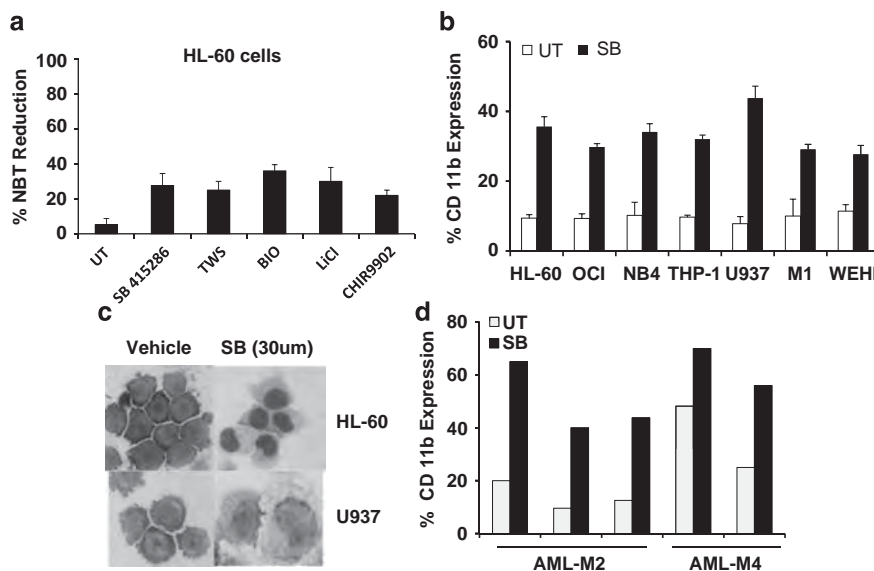 a
HL-60 cells
% NBT Reduction
100
80
60
40
20
0
UT
SB 415286
TWS
BIO
LiCl
CHIR9902
b
UT SB
% CD 11b Expression
60
40
20
0
HL-60 OCI NB4 THP-1 U937 M1 WEHI
c
Vehicle SB (30um)
HL-60
U937
d
UT
SB
% CD 11b Expression
80
60
40
20
0
AML-M2 AML-M4